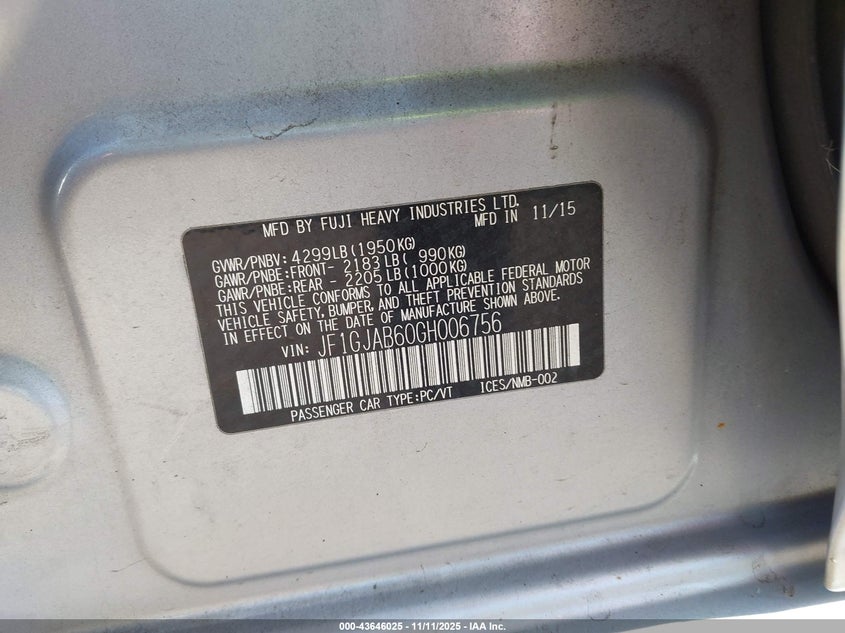 MFD BY FUJI HEAVY INDUSTRIES LTD.
MFD IN 11/15
GVWR/PNBV: 4299LB(1950KG)
GAWR/PNBE:FRONT- 2183LB( 990KG)
GAWR/PNBE:REAR - 2205LB(1000KG)
THIS VEHICLE CONFORMS TO ALL APPLICABLE FEDERAL MOTOR
VEHICLE SAFETY, BUMPER, AND THEFT PREVENTION STANDARDS
IN EFFECT ON THE DATE OF MANUFACTURE SHOWN ABOVE.
VIN: JF1GJAB60GH006756
PASSENGER CAR TYPE:PC/VT ICES/NMB-002
000-43646025 - 11/11/2025 - IAA Inc.